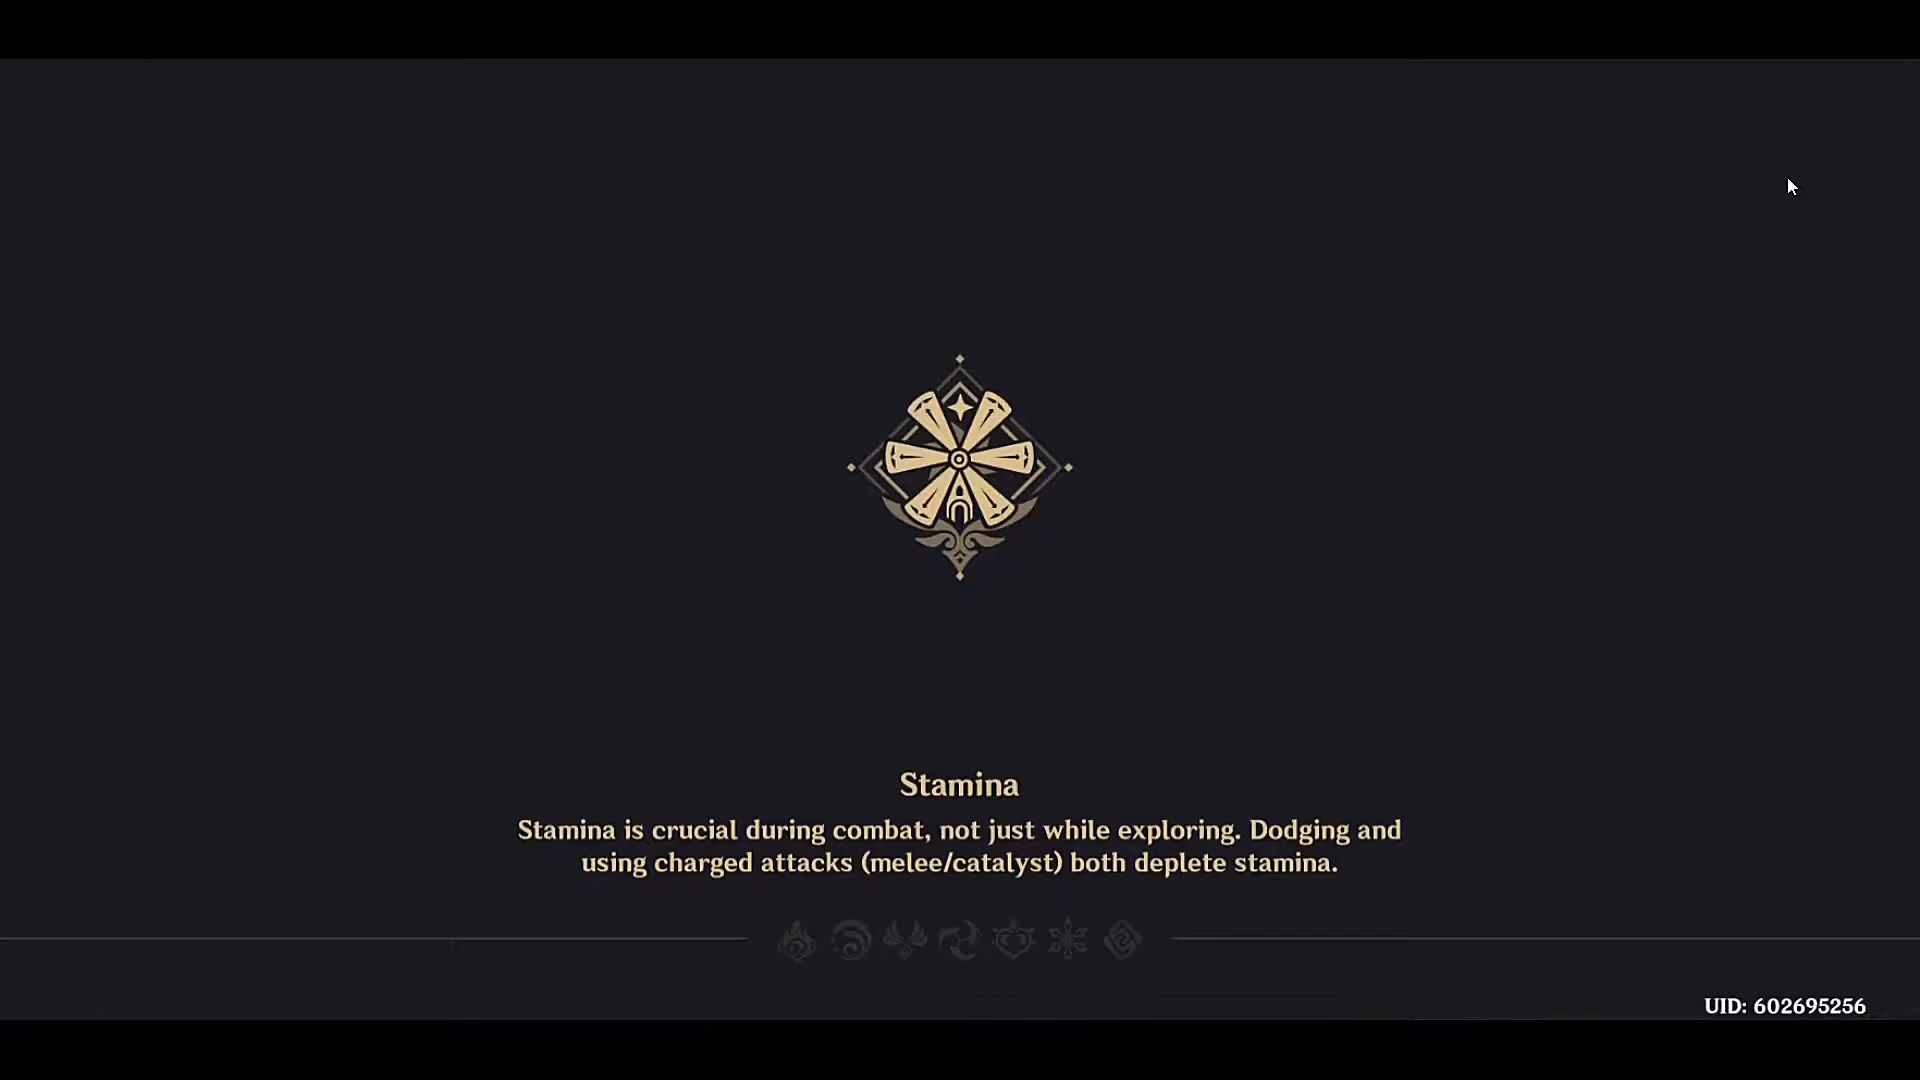 Stamina
Stamina is crucial during combat, not just while exploring. Dodging and
using charged attacks (melee/catalyst) both deplete stamina.
UID: 602695256